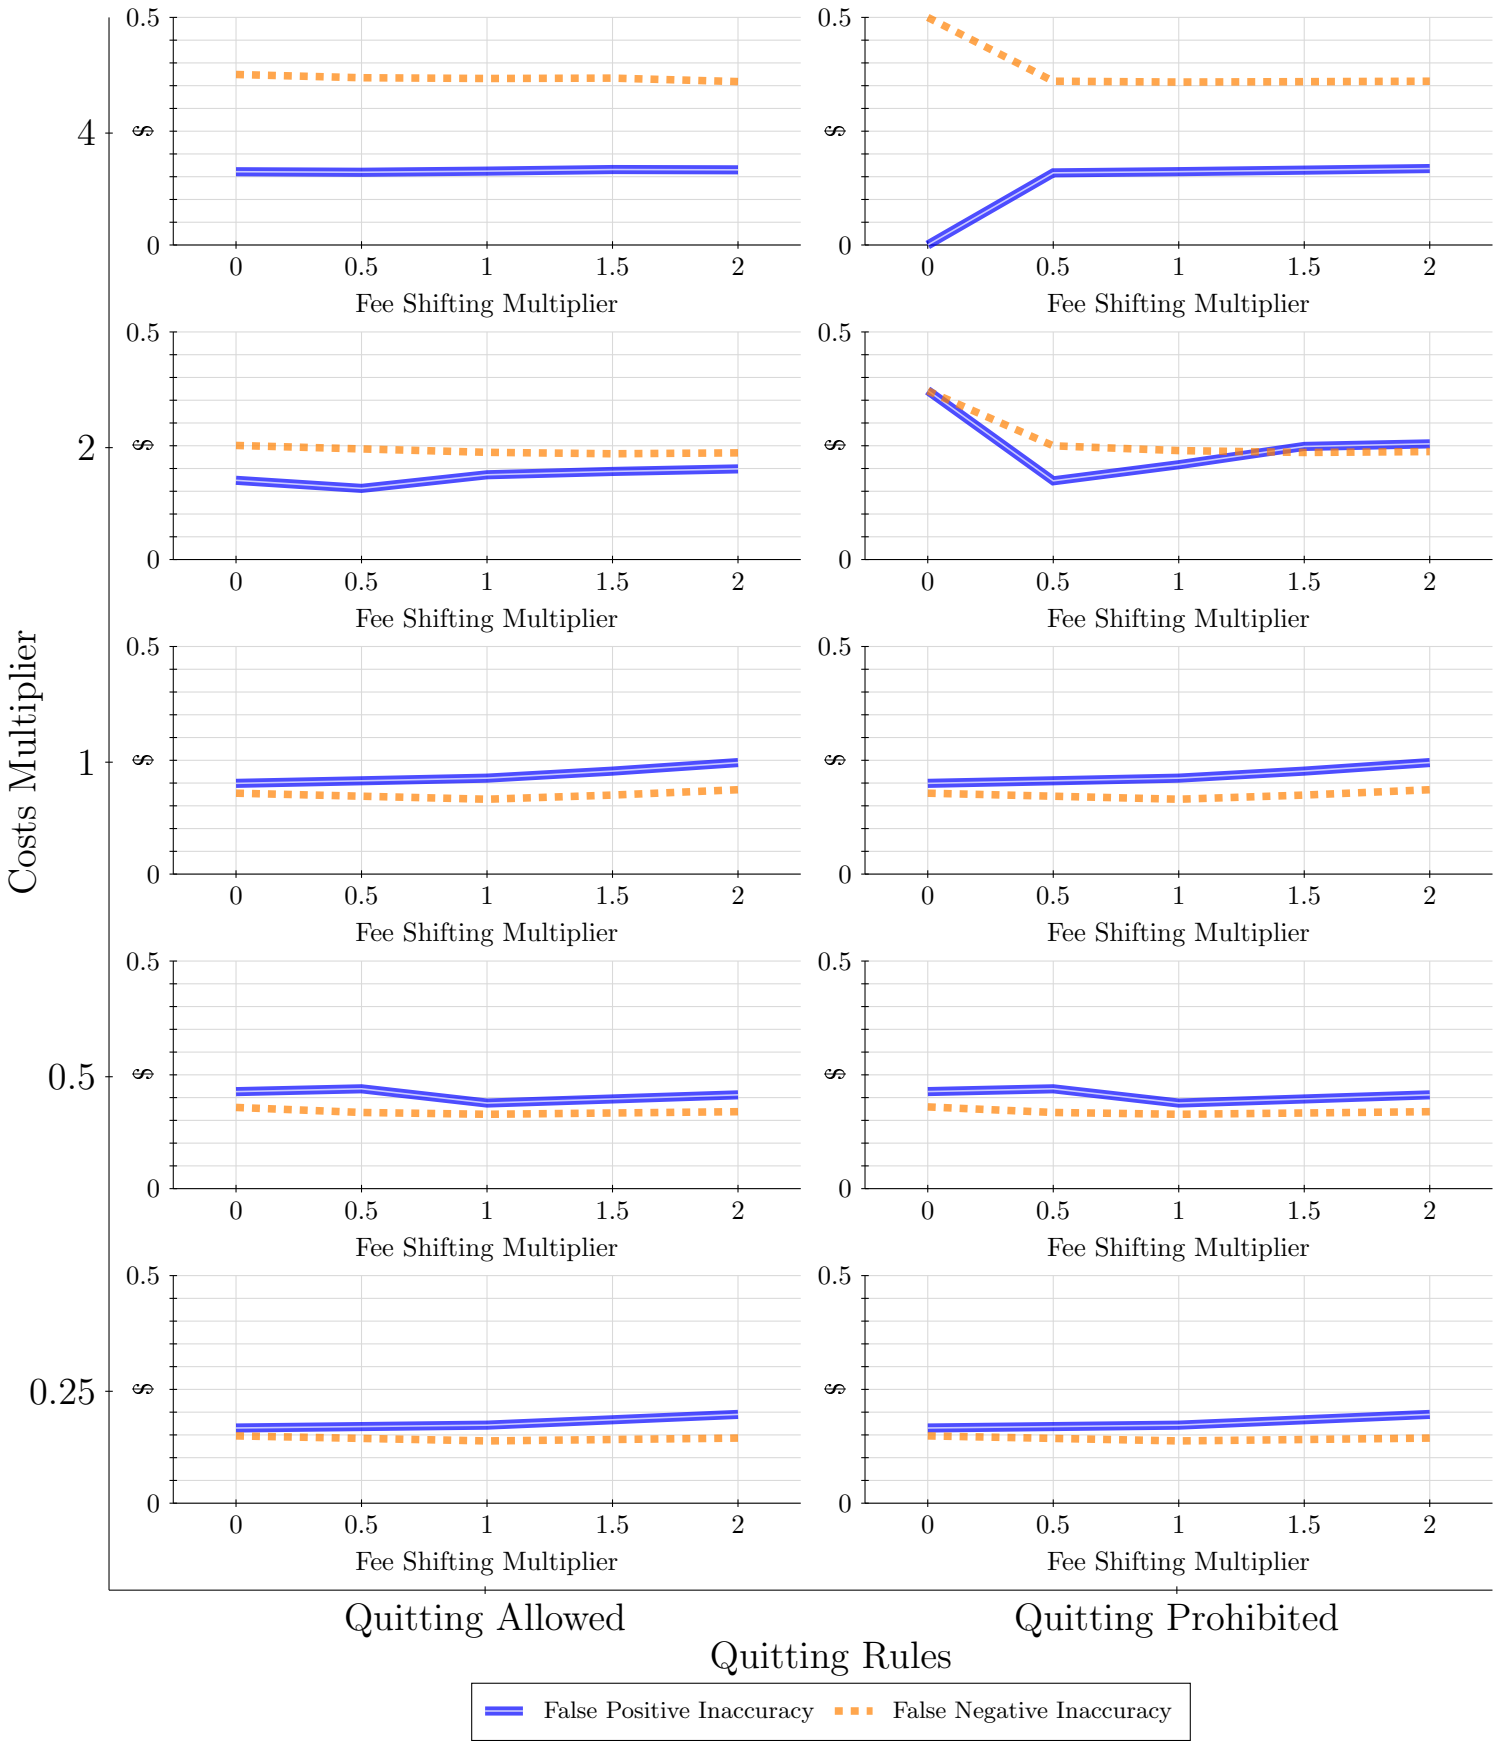 0.5 0.5
4 $ $
0 0
0 0.5 1 1.5 2 0 0.5 1 1.5 2
Fee Shifting Multiplier Fee Shifting Multiplier
0.5 0.5
2 $ $
0 0
0 0.5 1 1.5 2 0 0.5 1 1.5 2
Fee Shifting Multiplier Fee Shifting Multiplier
Costs Multiplier
0.5 0.5
1 $ $
0 0
0 0.5 1 1.5 2 0 0.5 1 1.5 2
Fee Shifting Multiplier Fee Shifting Multiplier
0.5 0.5
0.5 $ $
0 0
0 0.5 1 1.5 2 0 0.5 1 1.5 2
Fee Shifting Multiplier Fee Shifting Multiplier
0.5 0.5
0.25 $ $
0 0
0 0.5 1 1.5 2 0 0.5 1 1.5 2
Fee Shifting Multiplier Fee Shifting Multiplier
Quitting Allowed Quitting Prohibited
Quitting Rules
False Positive Inaccuracy False Negative Inaccuracy